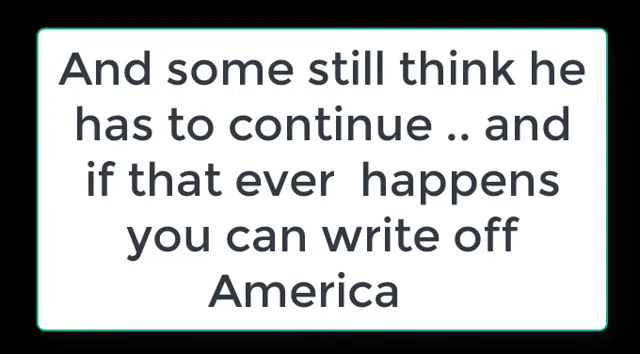 And some still think he
has to continue .. and
if that ever  happens
you can write off
America